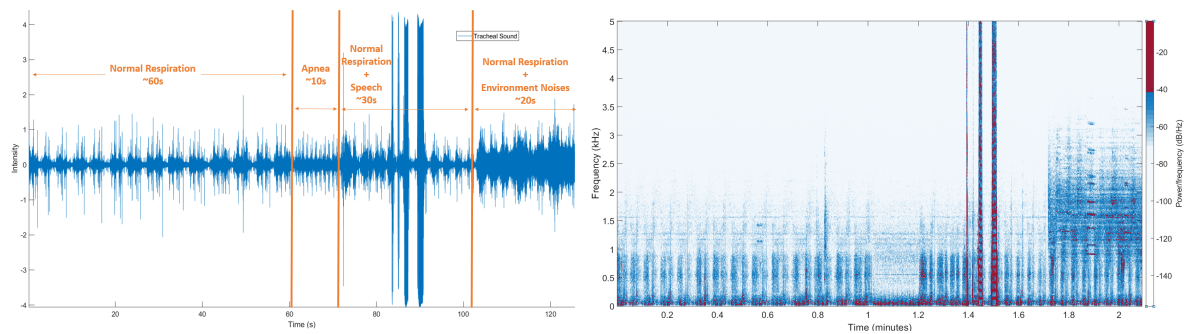 Tracheal Sound
Normal Respiration
~60s
Apnea
~10s
Normal
Respiration
+
Speech
~30s
Normal Respiration
+
Environment Noises
~20s
4
3
2
1
0
-1
-2
-3
-4
Intensity
20
40
60
80
100
120
Time (s)
5
4.5
4
3.5
3
2.5
2
1.5
1
0.5
0
Frequency (kHz)
0.2
0.4
0.6
0.8
1
1.2
1.4
1.6
1.8
2
Time (minutes)
-20
-40
-60
-80
-100
-120
-140
Power/frequency (dB/Hz)